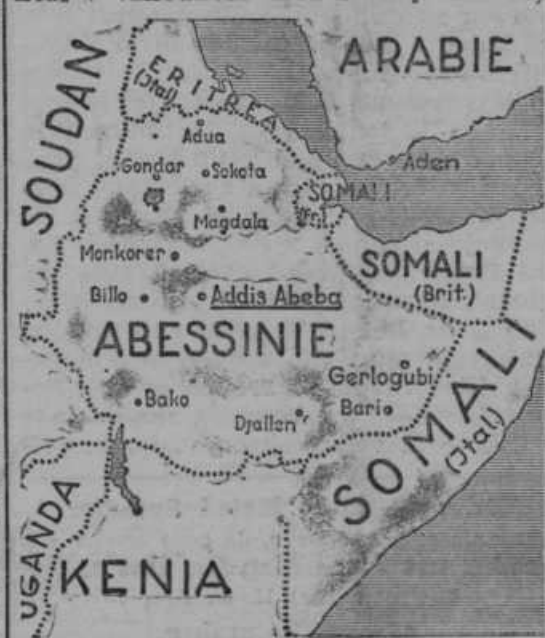 ARABIE
SOUDAN
ERITREA
(Ital)
Adua
Gondar
Sokota
Aden
SOMALI
(Fr.)
Magdala
Monkorer
SOMALI
(Brit.)
Billo
Addis Abeba
ABESSINIE
Gerlogubi
Bako
Djallen
Bari
SOMALI
(Ital)
UGANDA
KENIA